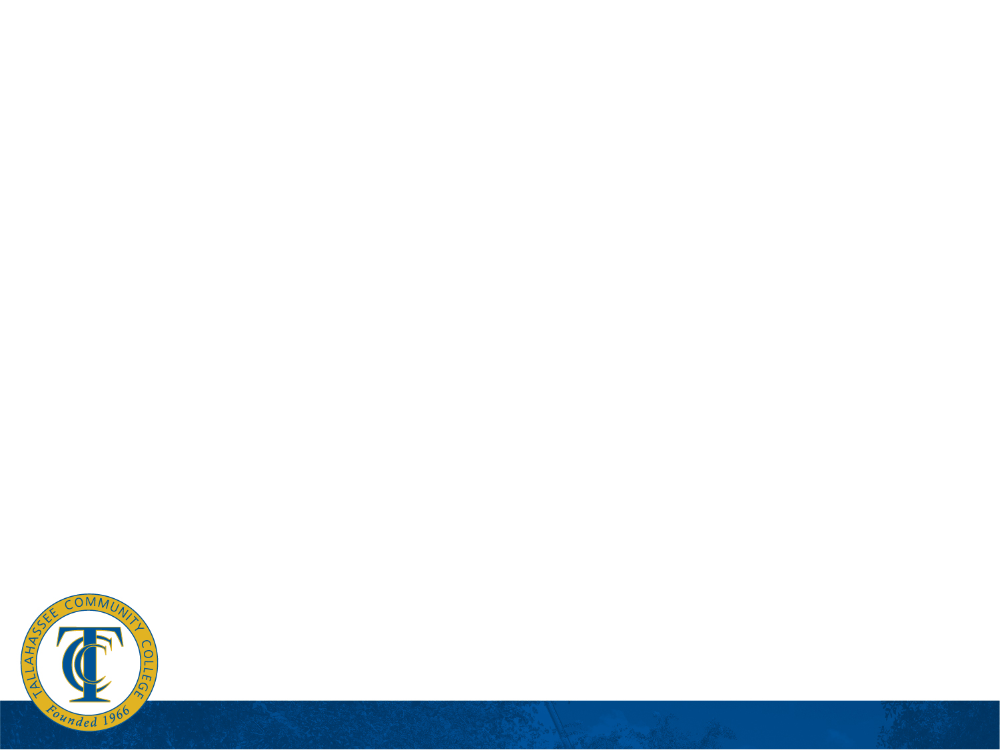 TALLAHASSEE COMMUNITY COLLEGE
TCC
Founded 1966